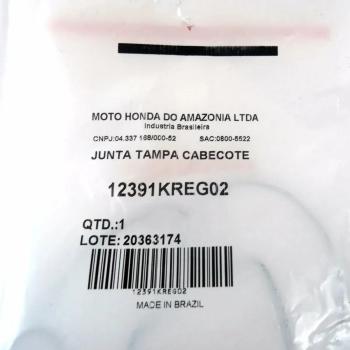 MOTO HONDA DO AMAZONIA LTDA
Industria Brasileira
CNPJ:04.337 168/000-52 SAC:0800-5522
JUNTA TAMPA CABECOTE
12391KREG02
QTD.:1
LOTE: 20363174
12391KREG02
MADE IN BRAZIL